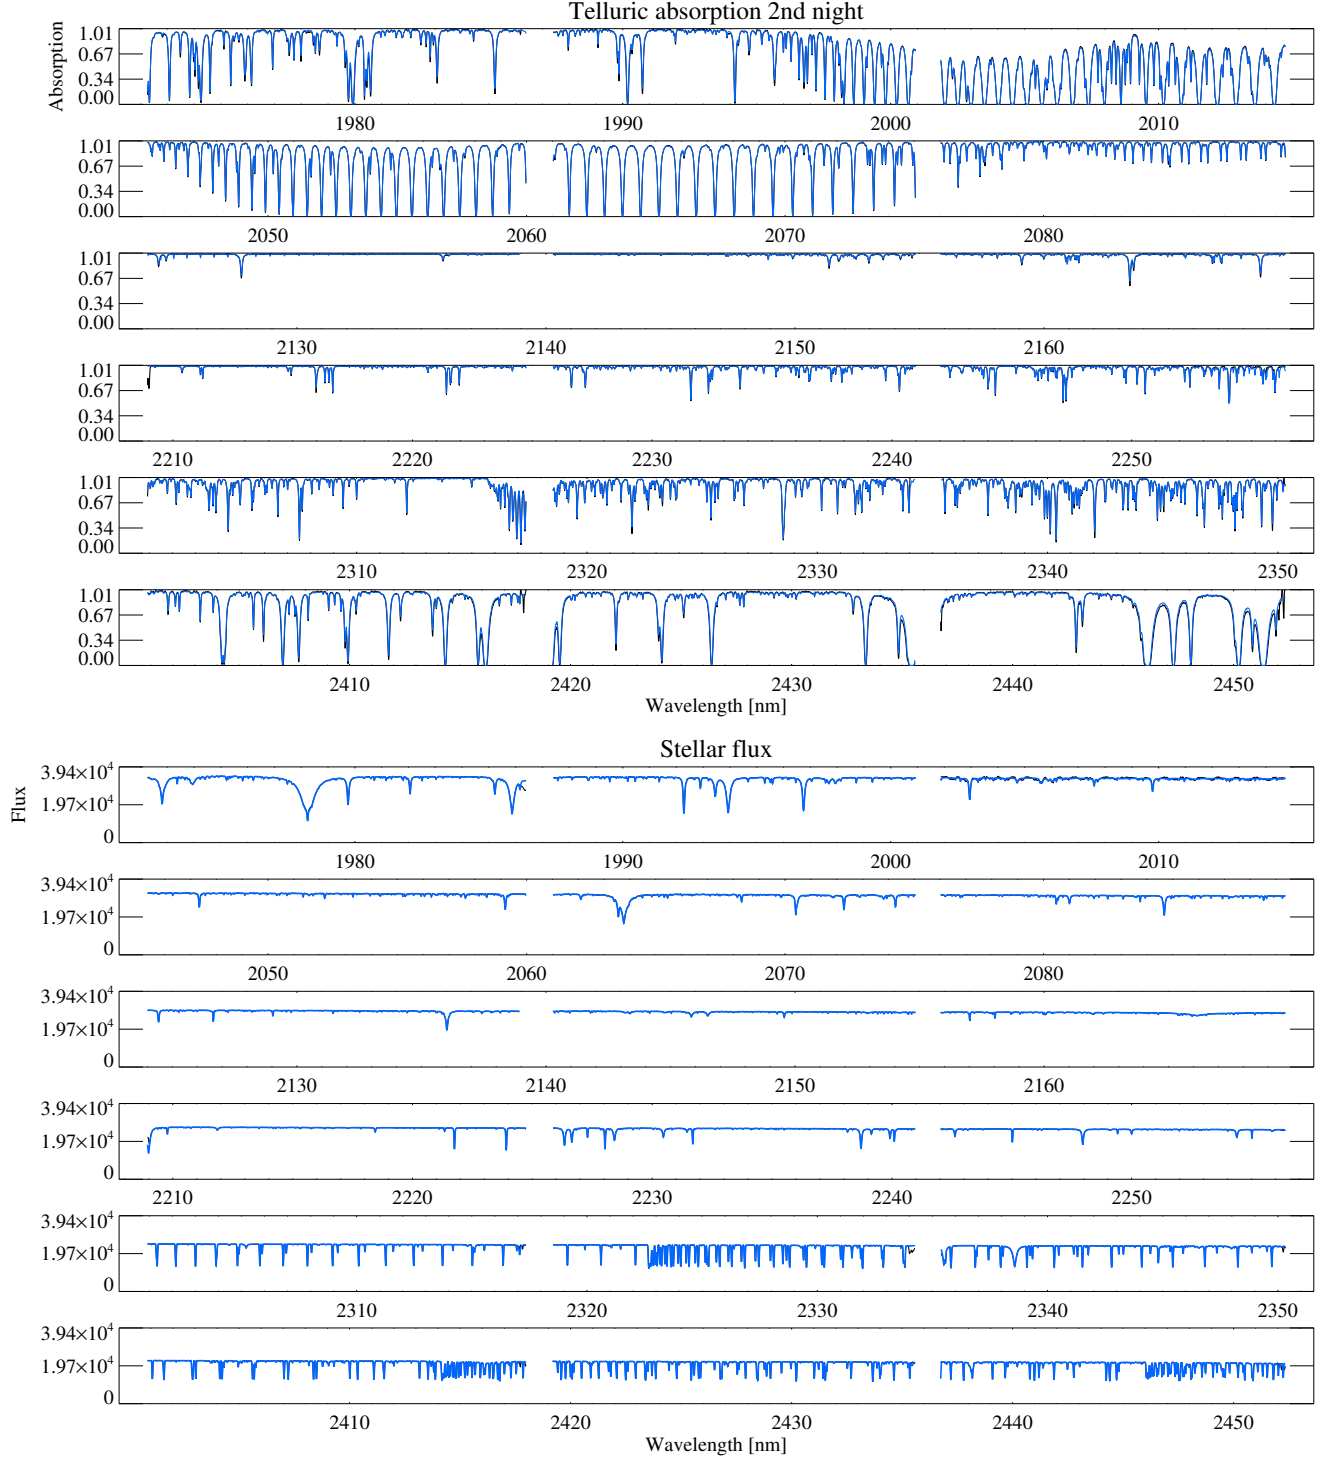 Telluric absorption 2nd night
Absorption
1.01
0.67
0.34
0.00
1980 1990 2000 2010
1.01
0.67
0.34
0.00
2050 2060 2070 2080
1.01
0.67
0.34
0.00
2130 2140 2150 2160
1.01
0.67
0.34
0.00
2210 2220 2230 2240 2250
1.01
0.67
0.34
0.00
2310 2320 2330 2340 2350
1.01
0.67
0.34
0.00
2410 2420 2430 2440 2450
Wavelength [nm]
Stellar flux
Flux
3.94×10⁴
1.97×10⁴
0
1980 1990 2000 2010
3.94×10⁴
1.97×10⁴
0
2050 2060 2070 2080
3.94×10⁴
1.97×10⁴
0
2130 2140 2150 2160
3.94×10⁴
1.97×10⁴
0
2210 2220 2230 2240 2250
3.94×10⁴
1.97×10⁴
0
2310 2320 2330 2340 2350
3.94×10⁴
1.97×10⁴
0
2410 2420 2430 2440 2450
Wavelength [nm]